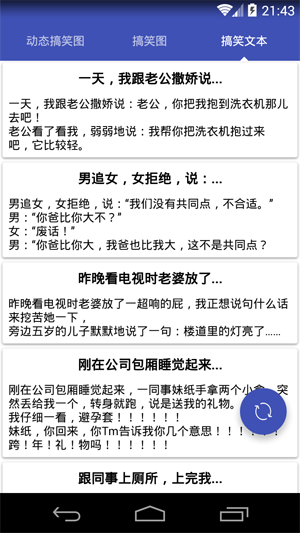 21:43
动态搞笑图 搞笑图 搞笑文本
一天，我跟老公撒娇说...
一天，我跟老公撒娇说：老公，你把我抱到洗衣机那儿
去吧！
老公看了看我，弱弱地说：我帮你把洗衣机抱过来
吧，它比较轻。
男追女，女拒绝，说：...
男追女，女拒绝，说：“我们没有共同点，不合适。”
男：“你爸比你大不？”
女：“废话！”
男：“你爸比你大，我爸也比我大，这不是共同点？
昨晚看电视时老婆放了...
昨晚看电视时老婆放了一超响的屁，我正想说句什么话
来挖苦她一下，
旁边五岁的儿子默默地说了一句：楼道里的灯亮了......
刚在公司包厢睡觉起来...
刚在公司包厢睡觉起来，一同事妹纸手拿两个小盒，突
然丢给我一个，转身就跑，说是送我的礼物。
我仔细一看，避孕套！！！！！！
妹纸，你回来，你Tm告诉我你几个意思！！！！！！
跨！年！礼！物吗！！！！！！
跟同事上厕所，上完我...